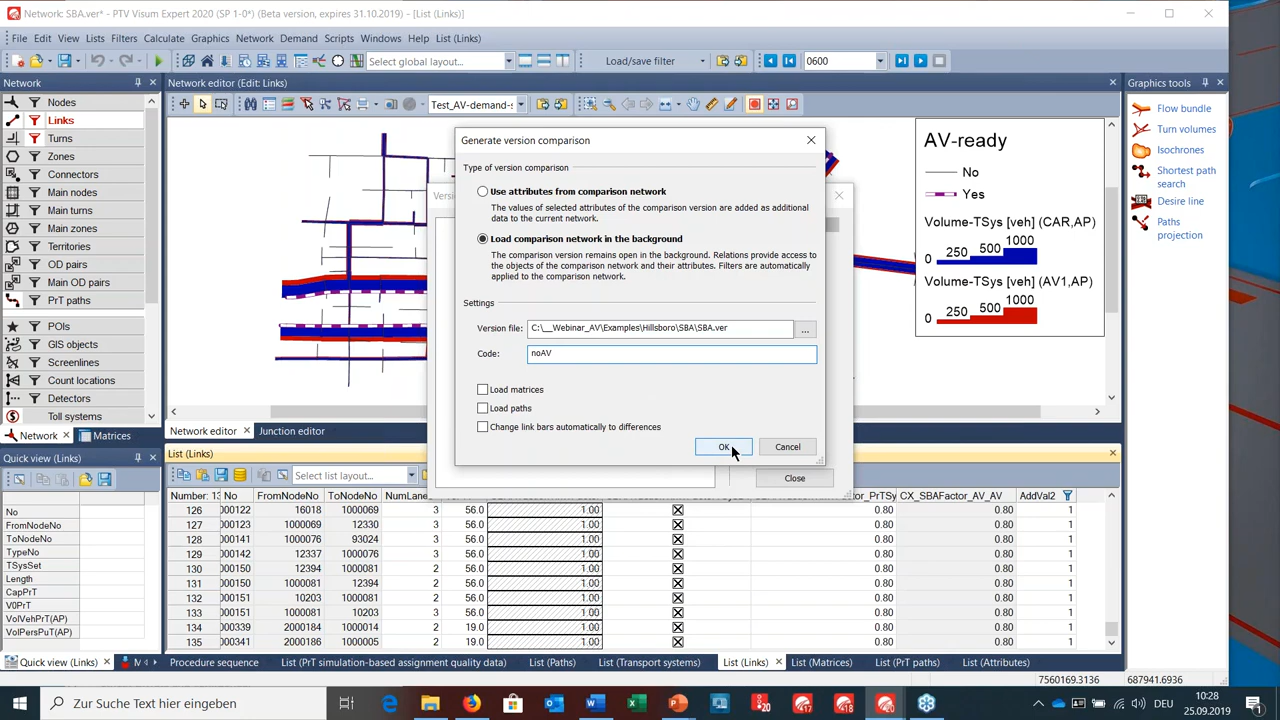 Network: SBA.ver* - PTV Visum Expert 2020 (SP 1-0*) (Beta version, expires 31.10.2019) - [List (Links)]
File Edit View Lists Filters Calculate Graphics Network Demand Scripts Windows Help List (Links)
Select global layout... Load/save filter 0600
Network
Nodes
Links
Turns
Zones
Connectors
Main nodes
Main turns
Main zones
Territories
OD pairs
Main OD pairs
PrT paths
POIs
GIS objects
Screenlines
Count locations
Detectors
Toll systems
Network Matrices
Quick view (Links)
No
FromNodeNo
ToNodeNo
TypeNo
TSysSet
Length
CapPrT
V0PrT
VolVehPrT(AP)
VolPersPuT(AP)
Quick view (Links) M
Network editor (Edit: Links)
Test_AV-demand-s
AV-ready
No
Yes
Volume-TSys [veh] (CAR,AP)
0 250 500 1000
Volume-TSys [veh] (AV1,AP)
0 250 500 1000
Generate version comparison
Type of version comparison
Use attributes from comparison network
The values of selected attributes of the comparison version are added as additional
data to the current network.
Load comparison network in the background
The comparison version remains open in the background. Relations provide access to
the objects of the comparison network and their attributes. Filters are automatically
applied to the comparison network.
Settings
Version file: C:\__Webinar_AV\Examples\Hillsboro\SBA\SBA.ver ...
Code: noAV
Load matrices
Load paths
Change link bars automatically to differences
OK Cancel
Close
Network editor Junction editor
List (Links)
Select list layout...
Number: 13 No FromNodeNo ToNodeNo NumLane CX_SBAFactor_AV_AV AddVal2
126 000122 16018 1000069 3 56.0 1.00 0.80 0.80 1
127 000123 1000069 12330 3 56.0 1.00 0.80 0.80 1
128 000141 1000076 93024 3 56.0 1.00 0.80 0.80 1
129 000142 12337 1000076 3 56.0 1.00 0.80 0.80 1
130 000150 12394 1000081 2 56.0 1.00 0.80 0.80 1
131 000150 1000081 12394 2 56.0 1.00 0.80 0.80 1
132 000151 10203 1000081 2 56.0 1.00 0.80 0.80 1
133 000151 1000081 10203 2 56.0 1.00 0.80 0.80 1
134 000339 2000184 1000014 2 19.0 1.00 0.80 0.80 1
135 000341 2000186 1000005 2 19.0 1.00 0.80 0.80 1
Procedure sequence List (PrT simulation-based assignment quality data) List (Paths) List (Transport systems) List (Links) List (Matrices) List (PrT paths) List (Attributes)
7560169.3136 687941.6936
Graphics tools
Flow bundle
Turn volumes
Isochrones
Shortest path
search
Desire line
Paths
projection
Zur Suche Text hier eingeben
DEU
10:28
25.09.2019